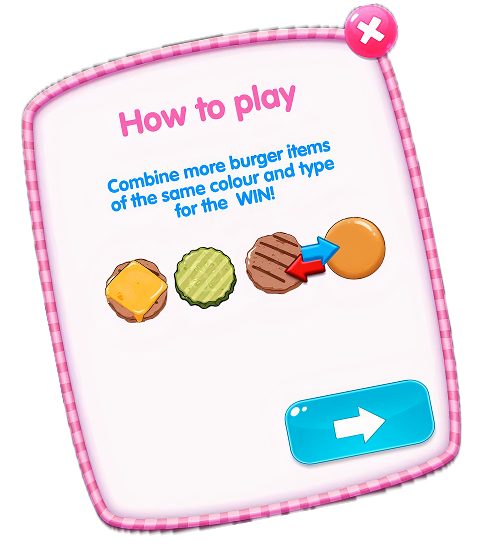 How to play
Combine more burger items
of the same colour and type
for the WIN!